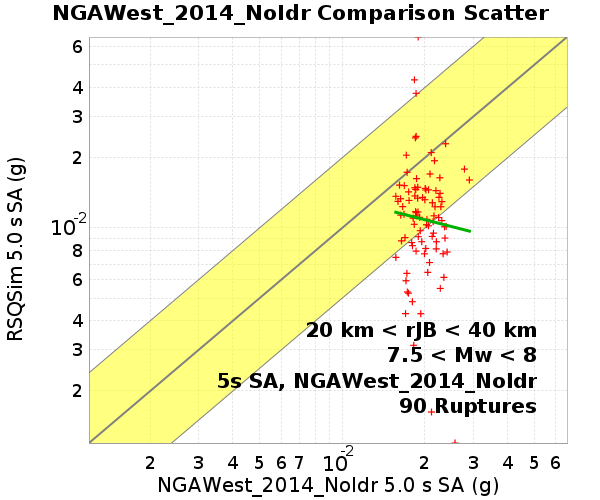 NGAWest_2014_NoIdr Comparison Scatter
RSQSim 5.0 s SA (g)
6
4
3
2
10-2
8
6
4
3
2
20 km < rJB < 40 km
7.5 < Mw < 8
5s SA, NGAWest_2014_NoIdr
90 Ruptures
2 3 4 5 6 7 10-2 2 3 4 5 6
NGAWest_2014_NoIdr 5.0 s SA (g)